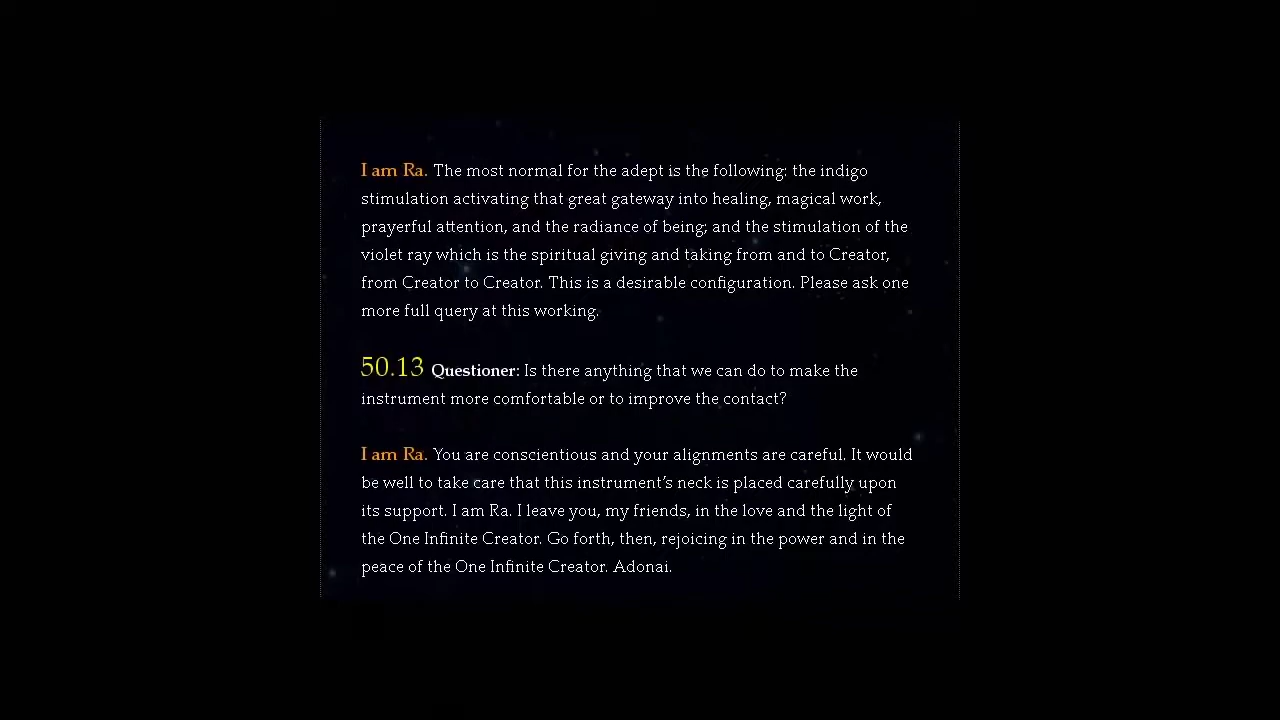 I am Ra. The most normal for the adept is the following: the indigo
stimulation activating that great gateway into healing, magical work,
prayerful attention, and the radiance of being; and the stimulation of the
violet ray which is the spiritual giving and taking from and to Creator,
from Creator to Creator. This is a desirable configuration. Please ask one
more full query at this working.
50.13 Questioner: Is there anything that we can do to make the
instrument more comfortable or to improve the contact?
I am Ra. You are conscientious and your alignments are careful. It would
be well to take care that this instrument’s neck is placed carefully upon
its support. I am Ra. I leave you, my friends, in the love and the light of
the One Infinite Creator. Go forth, then, rejoicing in the power and in the
peace of the One Infinite Creator. Adonai.